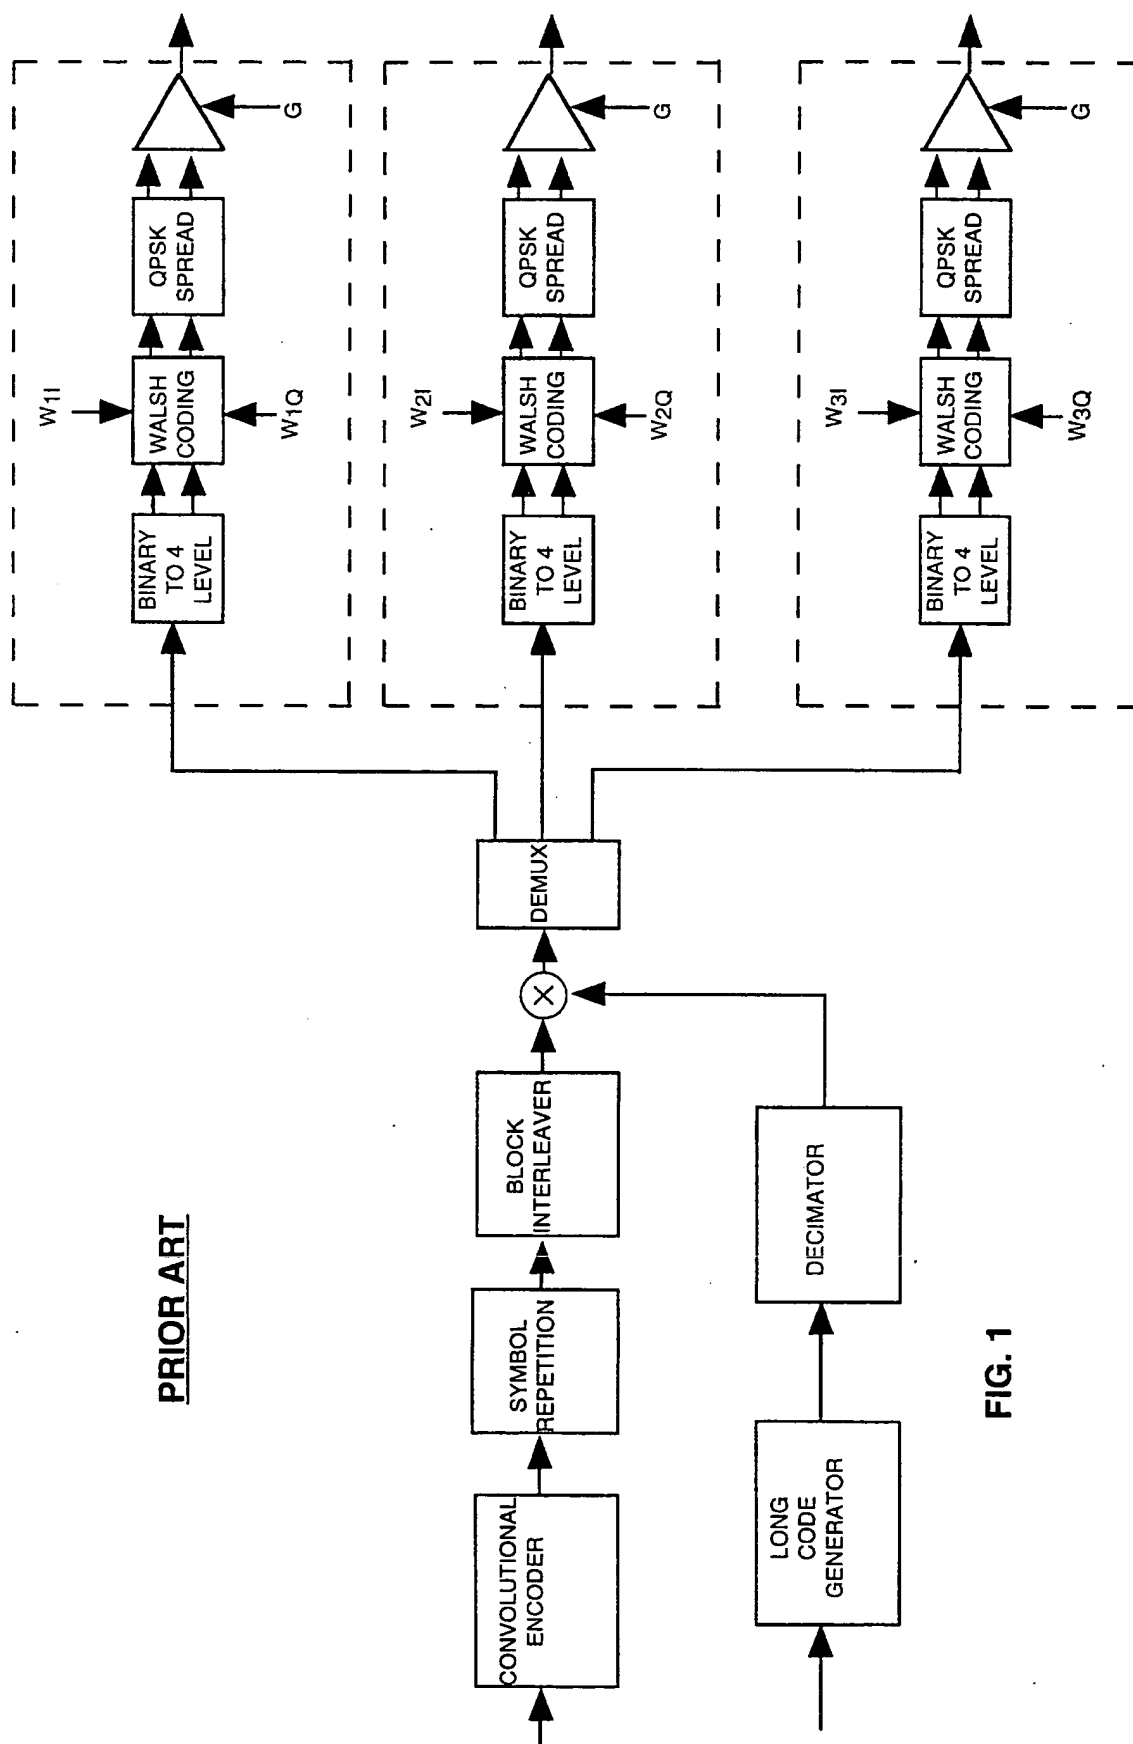 PRIOR ART
CONVOLUTIONAL
ENCODER
SYMBOL
REPETITION
BLOCK
INTERLEAVER
X
DEMUX
LONG
CODE
GENERATOR
DECIMATOR
BINARY
TO 4
LEVEL
W1I
WALSH
CODING
W1Q
QPSK
SPREAD
G
BINARY
TO 4
LEVEL
W2I
WALSH
CODING
W2Q
QPSK
SPREAD
G
BINARY
TO 4
LEVEL
W3I
WALSH
CODING
W3Q
QPSK
SPREAD
G
FIG. 1